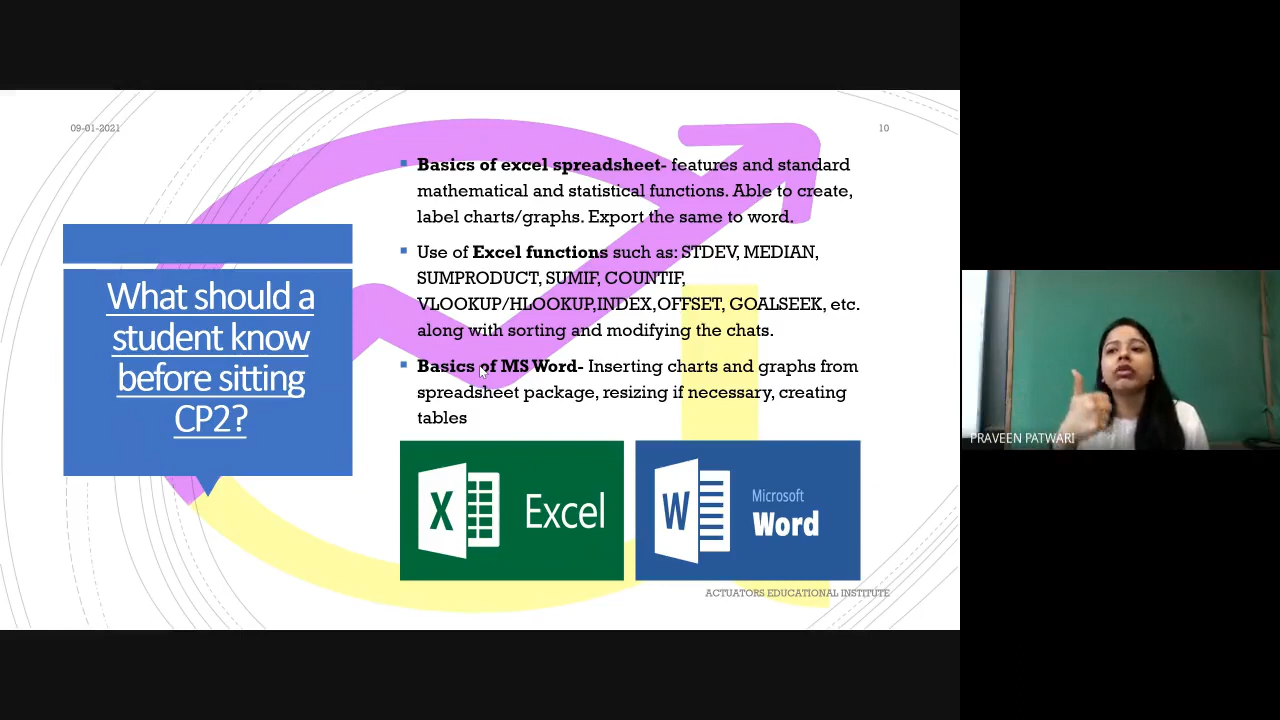 09-01-2021
10
What should a
student know
before sitting
CP2?
Basics of excel spreadsheet- features and standard
mathematical and statistical functions. Able to create,
label charts/graphs. Export the same to word.
Use of Excel functions such as: STDEV, MEDIAN,
SUMPRODUCT, SUMIF, COUNTIF,
VLOOKUP/HLOOKUP,INDEX,OFFSET, GOALSEEK, etc.
along with sorting and modifying the chats.
Basics of MS Word- Inserting charts and graphs from
spreadsheet package, resizing if necessary, creating
tables
X Excel
W Microsoft
Word
ACTUATORS EDUCATIONAL INSTITUTE
PRAVEEN PATWARI